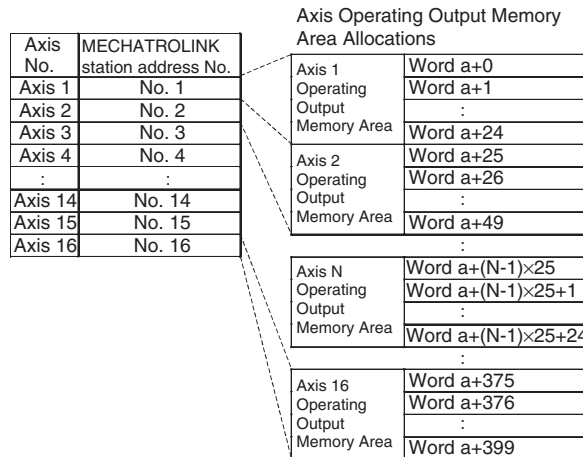 Axis Operating Output Memory
Area Allocations
Axis No. MECHATROLINK station address No.
Axis 1 No. 1
Axis 2 No. 2
Axis 3 No. 3
Axis 4 No. 4
: :
Axis 14 No. 14
Axis 15 No. 15
Axis 16 No. 16
Axis 1
Operating
Output
Memory Area
Word a+0
Word a+1
:
Word a+24
Axis 2
Operating
Output
Memory Area
Word a+25
Word a+26
:
Word a+49
:
Axis N
Operating
Output
Memory Area
Word a+(N-1)×25
Word a+(N-1)×25+1
:
Word a+(N-1)×25+24
:
Axis 16
Operating
Output
Memory Area
Word a+375
Word a+376
:
Word a+399